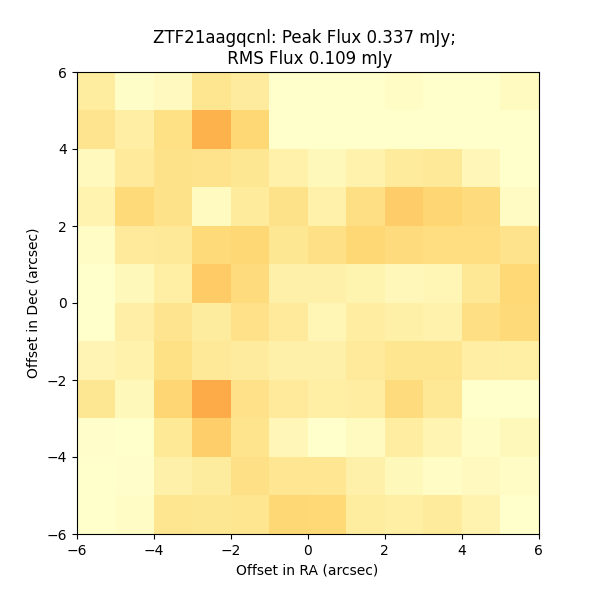 ZTF21aagqcnl: Peak Flux 0.337 mJy;
RMS Flux 0.109 mJy
6
4
2
0
−2
−4
−6
Offset in Dec (arcsec)
−6 −4 −2 0 2 4 6
Offset in RA (arcsec)